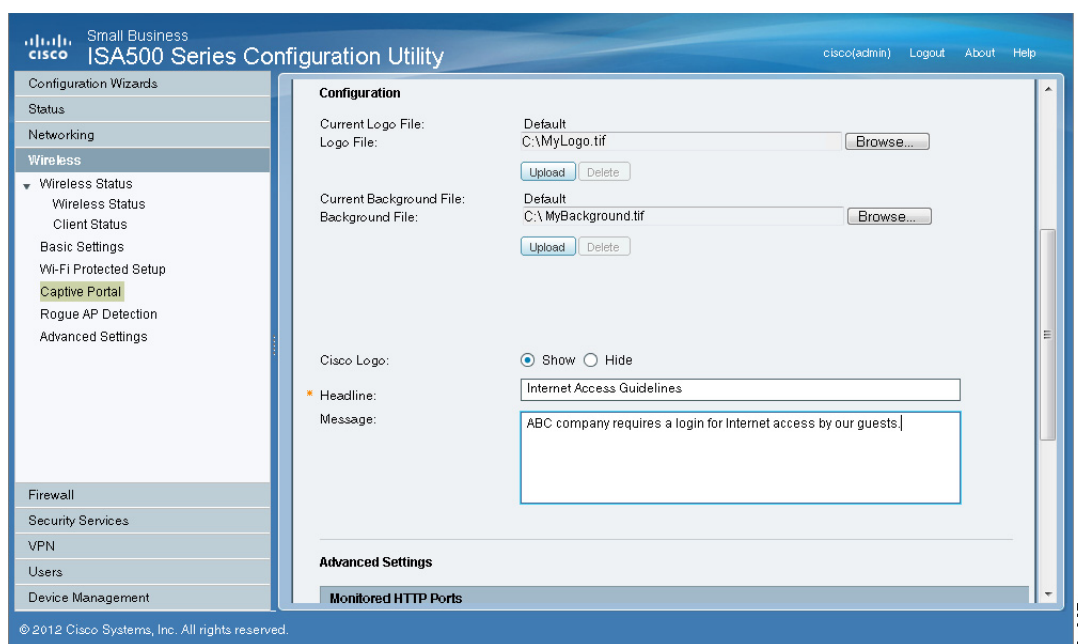 Small Business
cisco ISA500 Series Configuration Utility
cisco(admin) Logout About Help
Configuration Wizards
Status
Networking
Wireless
Wireless Status
Wireless Status
Client Status
Basic Settings
Wi-Fi Protected Setup
Captive Portal
Rogue AP Detection
Advanced Settings
Firewall
Security Services
VPN
Users
Device Management
Configuration
Current Logo File: Default
Logo File: C:\MyLogo.tif Browse...
Upload Delete
Current Background File: Default
Background File: C:\ MyBackground.tif Browse...
Upload Delete
Cisco Logo: Show Hide
* Headline: Internet Access Guidelines
Message: ABC company requires a login for Internet access by our guests.
Advanced Settings
Monitored HTTP Ports
© 2012 Cisco Systems, Inc. All rights reserved.